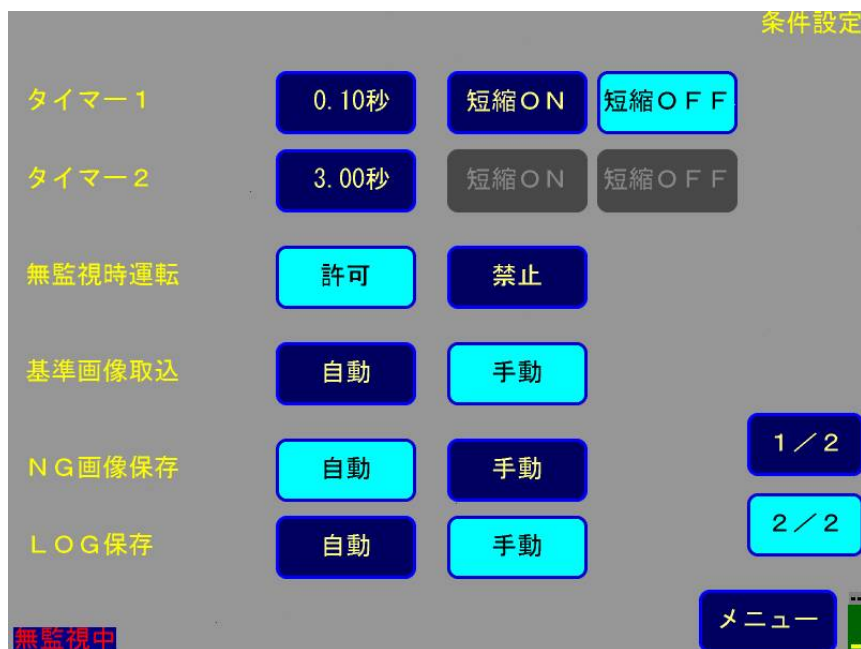 条件設定
タイマー1 0.10秒 短縮ON 短縮OFF
タイマー2 3.00秒 短縮ON 短縮OFF
無監視時運転 許可 禁止
基準画像取込 自動 手動
1/2
NG画像保存 自動 手動
2/2
LOG保存 自動 手動
メニュー
無監視中